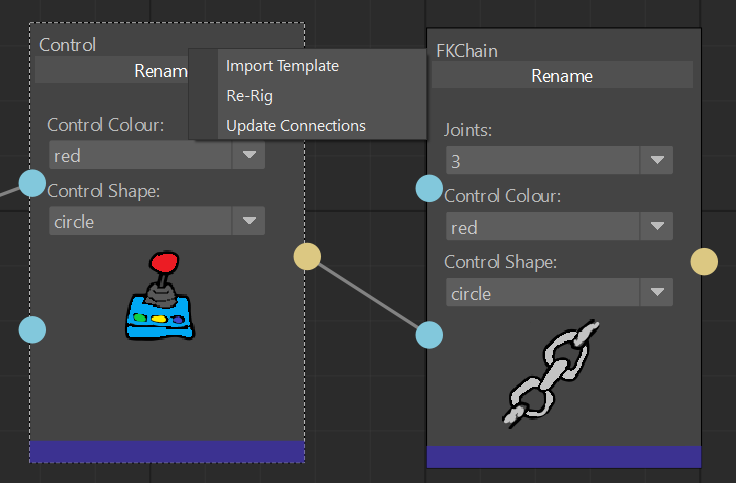 Control
Renam
Import Template
Re-Rig
Update Connections
Control Colour:
red
Control Shape:
circle
FKChain
Rename
Joints:
3
Control Colour:
red
Control Shape:
circle